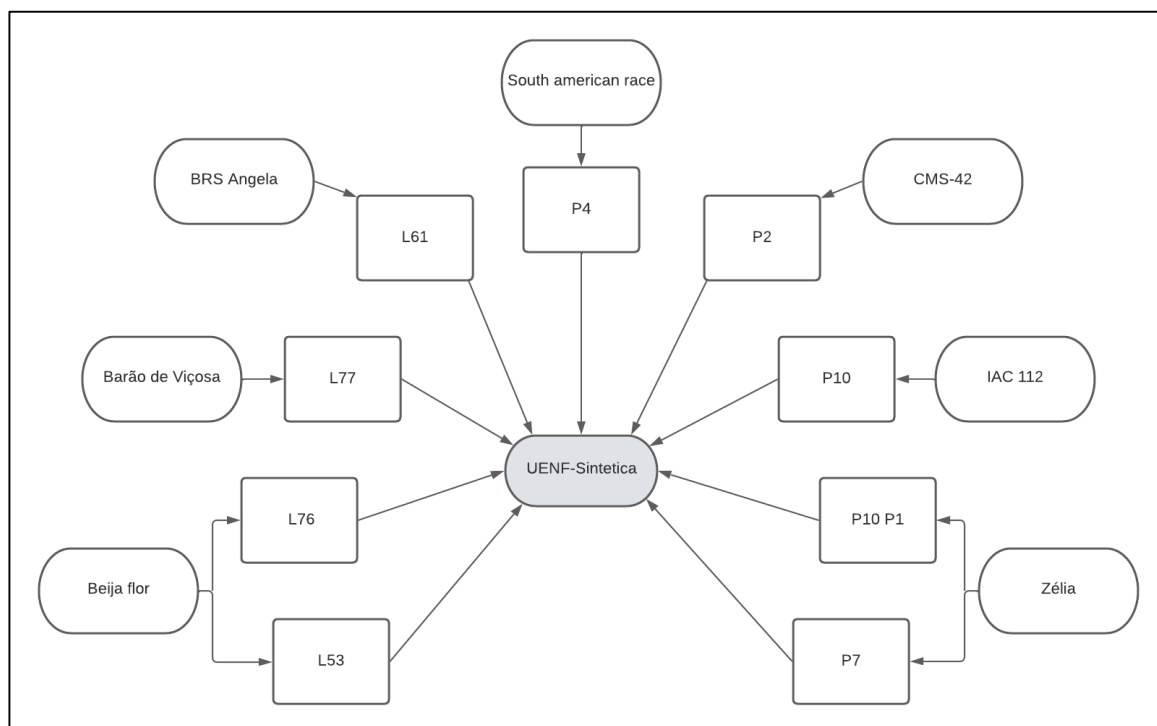 South american race
BRS Angela
CMS-42
P4
L61
P2
Barão de Viçosa
L77
P10
IAC 112
UENF-Sintetica
L76
P10 P1
Beija flor
Zélia
L53
P7